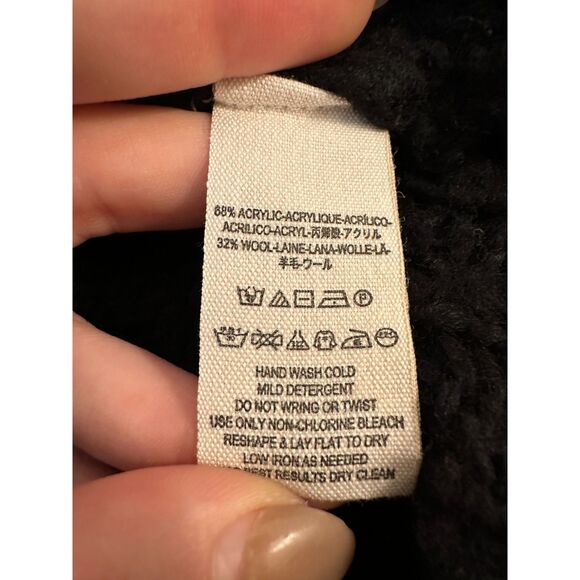 68% ACRYLIC-ACRYLIQUE-ACRÍLICO-
ACRILICO-ACRYL-丙烯酸-アクリル
32% WOOL-LAINE-LANA-WOLLE-LÃ-
羊毛-ウール
HAND WASH COLD
MILD DETERGENT
DO NOT WRING OR TWIST
USE ONLY NON-CHLORINE BLEACH
RESHAPE & LAY FLAT TO DRY
LOW IRON AS NEEDED
BEST RESULTS DRY CLEAN